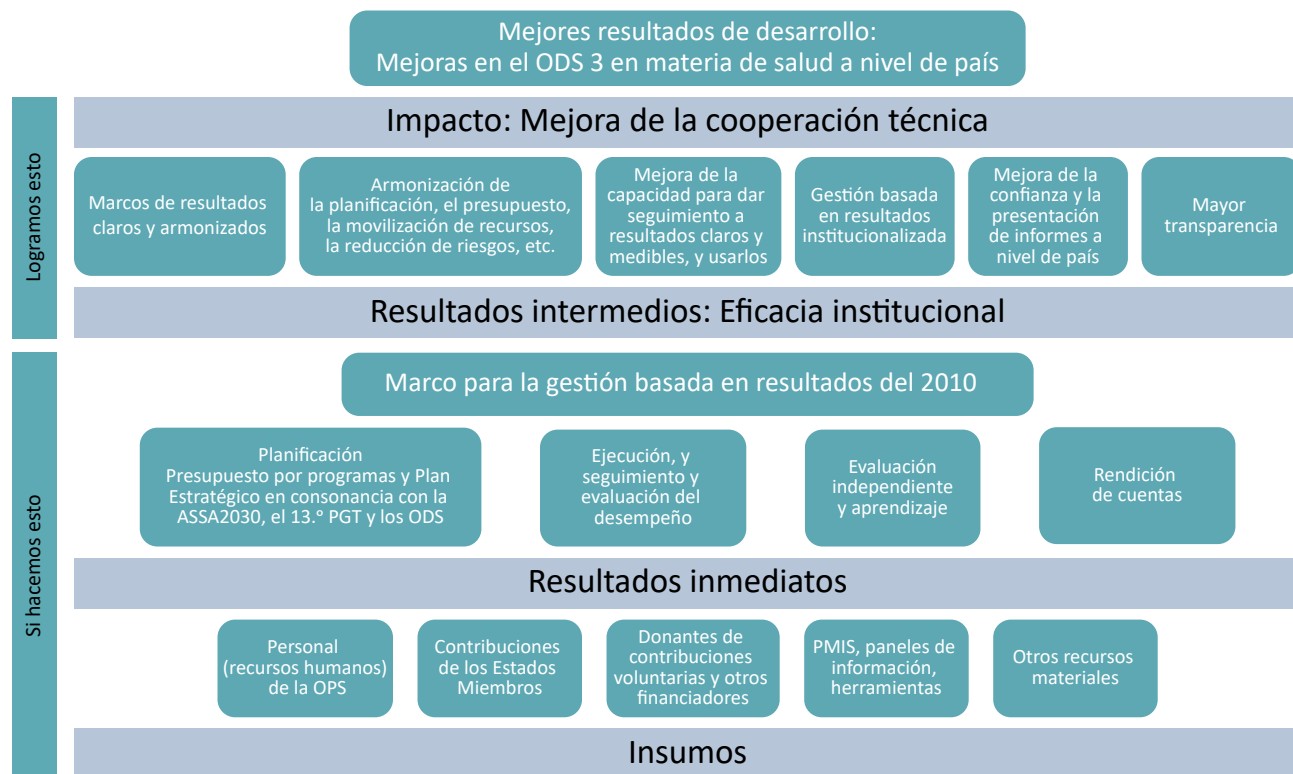 Mejores resultados de desarrollo:
Mejoras en el ODS 3 en materia de salud a nivel de país
Logramos esto
Impacto: Mejora de la cooperación técnica
Marcos de resultados
claros y armonizados
Armonización de
la planificación, el presupuesto,
la movilización de recursos,
la reducción de riesgos, etc.
Mejora de la
capacidad para dar
seguimiento a
resultados claros y
medibles, y usarlos
Gestión basada
en resultados
institucionalizada
Mejora de la
confianza y la
presentación
de informes a
nivel de país
Mayor
transparencia
Resultados intermedios: Eficacia institucional
Si hacemos esto
Marco para la gestión basada en resultados del 2010
Planificación
Presupuesto por programas y Plan
Estratégico en consonancia con la
ASSA2030, el 13.º PGT y los ODS
Ejecución, y
seguimiento y
evaluación del
desempeño
Evaluación
independiente
y aprendizaje
Rendición
de cuentas
Resultados inmediatos
Personal
(recursos humanos)
de la OPS
Contribuciones
de los Estados
Miembros
Donantes de
contribuciones
voluntarias y otros
financiadores
PMIS, paneles de
información,
herramientas
Otros recursos
materiales
Insumos